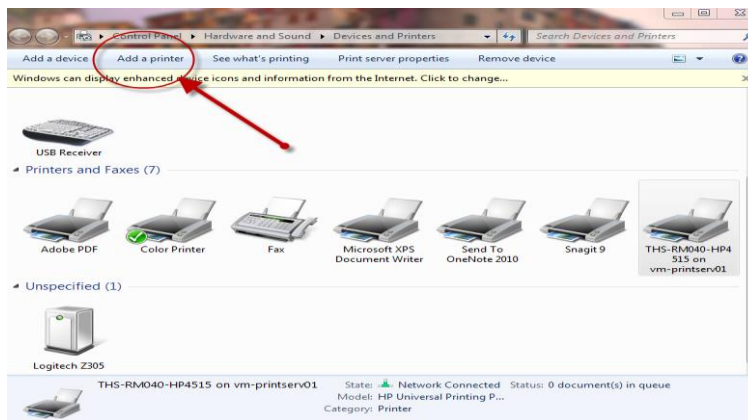 Control Panel ▸ Hardware and Sound ▸ Devices and Printers
Search Devices and Printers
Add a device Add a printer See what's printing Print server properties Remove device
Windows can display enhanced device icons and information from the Internet. Click to change...
USB Receiver
Printers and Faxes (7)
Adobe PDF
Color Printer
Fax
Microsoft XPS
Document Writer
Send To
OneNote 2010
Snagit 9
THS-RM040-HP4
515 on
vm-printserv01
Unspecified (1)
Logitech Z305
THS-RM040-HP4515 on vm-printserv01 State: Network Connected Status: 0 document(s) in queue
Model: HP Universal Printing P...
Category: Printer